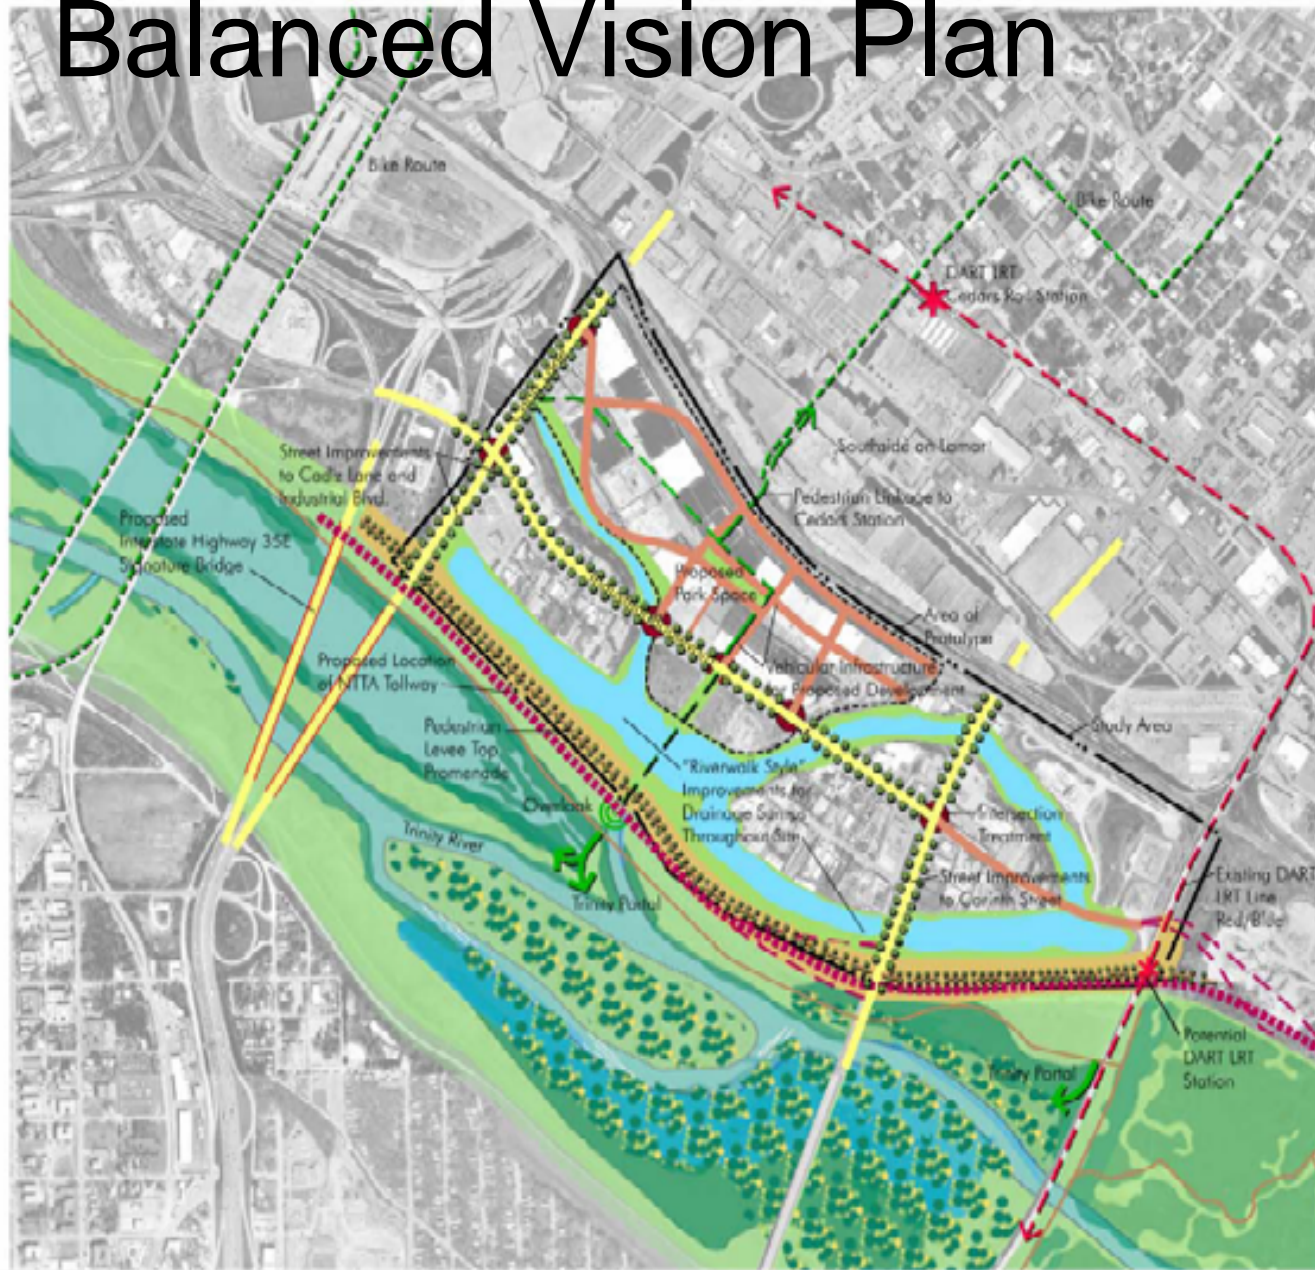 Balanced Vision Plan
Bike Route
Bike Route
DART LRT
Cedars Rail Station
Southside on Lamar
Street Improvements
to Cadiz Lane and
Industrial Blvd.
Pedestrian Linkage to
Cedars Station
Proposed
Interstate Highway 35E
Signature Bridge
Proposed
Park Space
Area of
Prototype
Proposed Location
of NTTA Tollway
Vehicular Infrastructure
for Proposed Development
Pedestrian
Levee Top
Promenade
Study Area
"Riverwalk Style"
Improvements for
Drainage Sumps
Throughout Site
Overlook
Intersection
Treatment
Trinity River
Street Improvements
to Corinth Street
Existing DART
LRT Line
Red/Blue
Trinity Portal
Potential
DART LRT
Station
Trinity Portal